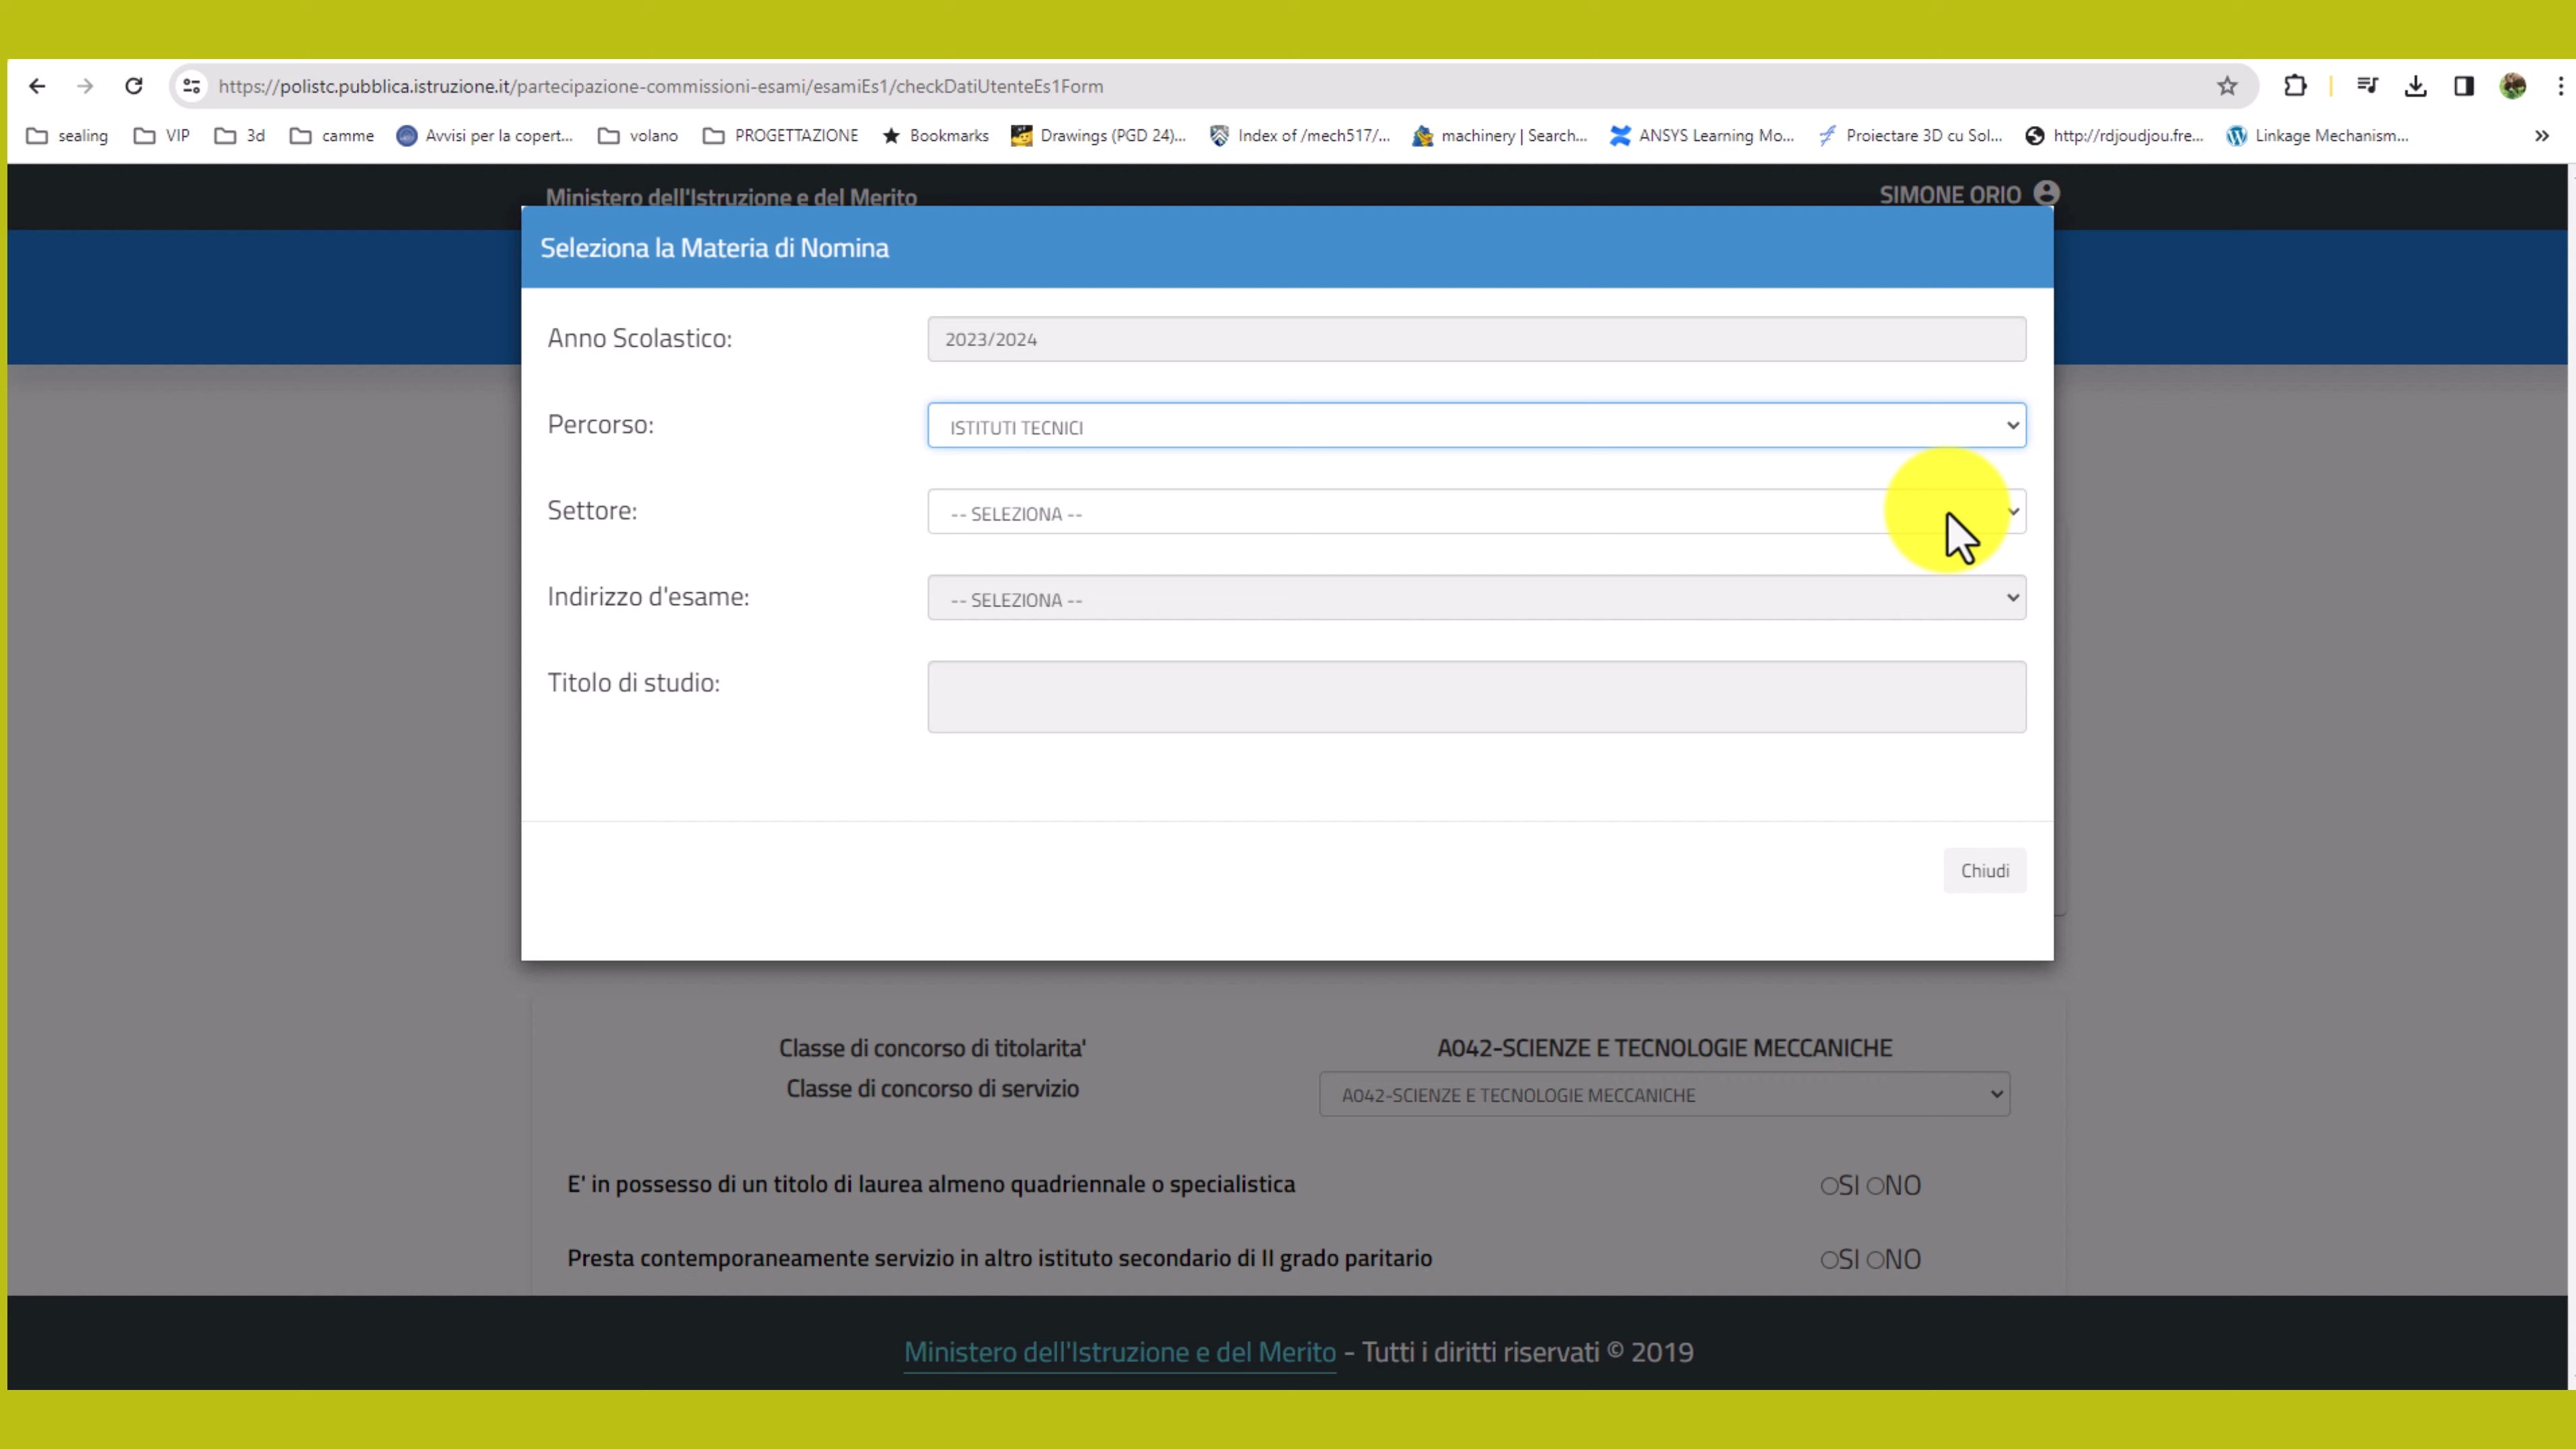 https://polistc.pubblica.istruzione.it/partecipazione-commissioni-esami/esamiEs1/checkDatiUtenteEs1Form
sealing VIP 3d camme Avvisi per la copert... volano PROGETTAZIONE Bookmarks Drawings (PGD 24)... Index of /mech517/... machinery | Search... ANSYS Learning Mo... Proiectare 3D cu Sol... http://rdjoudjou.fre... Linkage Mechanism... »
Ministero dell'Istruzione e del Merito SIMONE ORIO
Seleziona la Materia di Nomina
Anno Scolastico: 2023/2024
Percorso: ISTITUTI TECNICI
Settore: -- SELEZIONA --
Indirizzo d'esame: -- SELEZIONA --
Titolo di studio:
Chiudi
Classe di concorso di titolarita' A042-SCIENZE E TECNOLOGIE MECCANICHE
Classe di concorso di servizio A042-SCIENZE E TECNOLOGIE MECCANICHE
E' in possesso di un titolo di laurea almeno quadriennale o specialistica SI NO
Presta contemporaneamente servizio in altro istituto secondario di II grado paritario SI NO
Ministero dell'Istruzione e del Merito - Tutti i diritti riservati © 2019